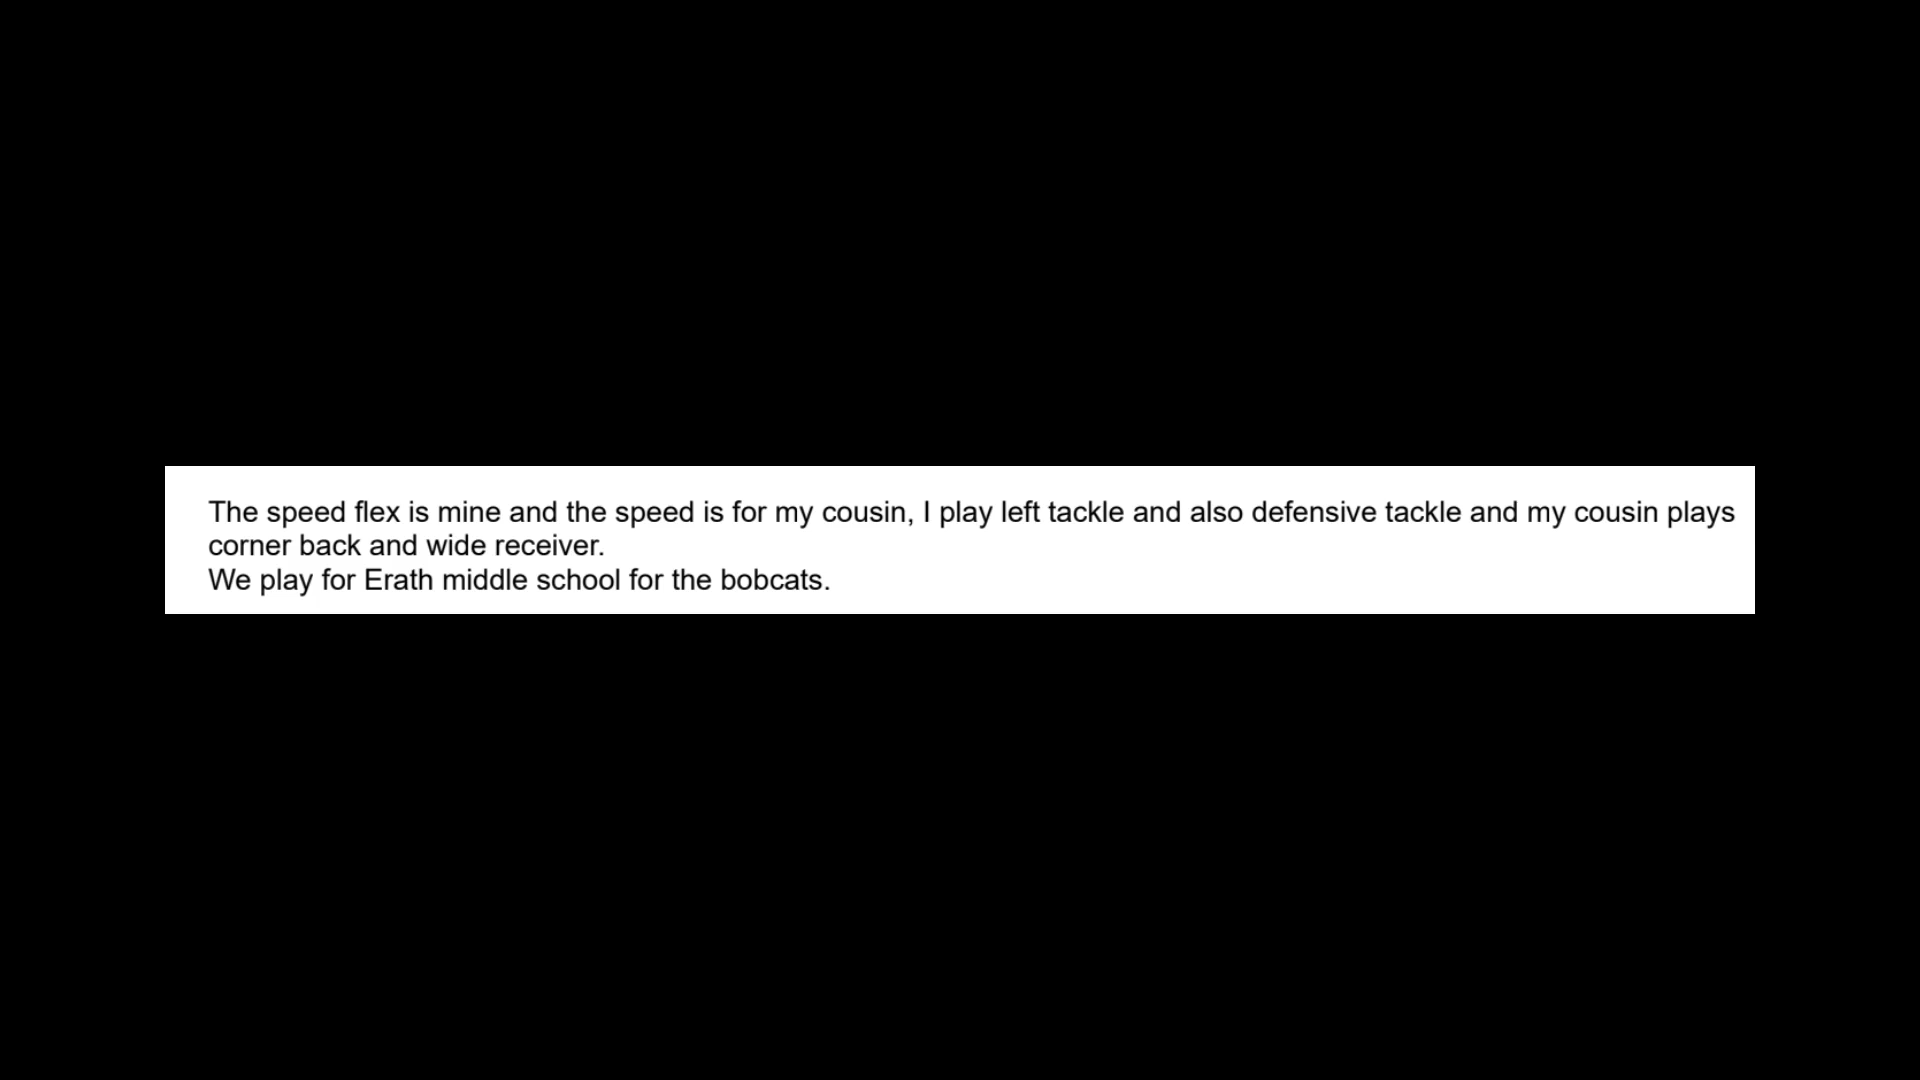 The speed flex is mine and the speed is for my cousin, I play left tackle and also defensive tackle and my cousin plays
corner back and wide receiver.
We play for Erath middle school for the bobcats.